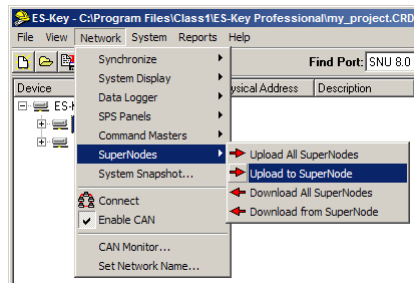 ES-Key - C:\Program Files\Class1\ES-Key Professional\my_project.CRD
File View Network System Reports Help
Find Port: SNU 8.0
Device ysical Address Description
ES-K
Synchronize
System Display
Data Logger
SPS Panels
Command Masters
SuperNodes
System Snapshot...
Connect
Enable CAN
CAN Monitor...
Set Network Name...
Upload All SuperNodes
Upload to SuperNode
Download All SuperNodes
Download from SuperNode